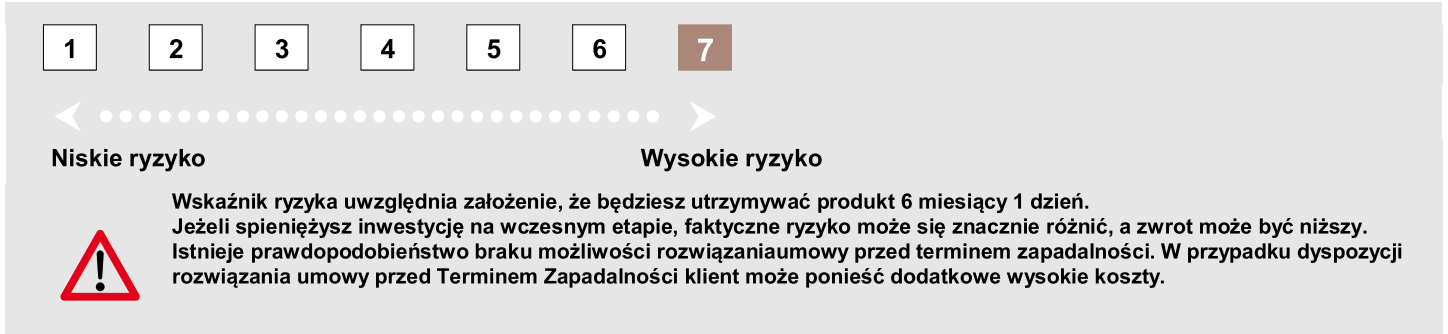 1 2 3 4 5 6 7
Niskie ryzyko Wysokie ryzyko
Wskaźnik ryzyka uwzględnia założenie, że będziesz utrzymywać produkt 6 miesięcy 1 dzień.
Jeżeli spieniężysz inwestycję na wczesnym etapie, faktyczne ryzyko może się znacznie różnić, a zwrot może być niższy.
Istnieje prawdopodobieństwo braku możliwości rozwiązaniaumowy przed terminem zapadalności. W przypadku dyspozycji
rozwiązania umowy przed Terminem Zapadalności klient może ponieść dodatkowe wysokie koszty.